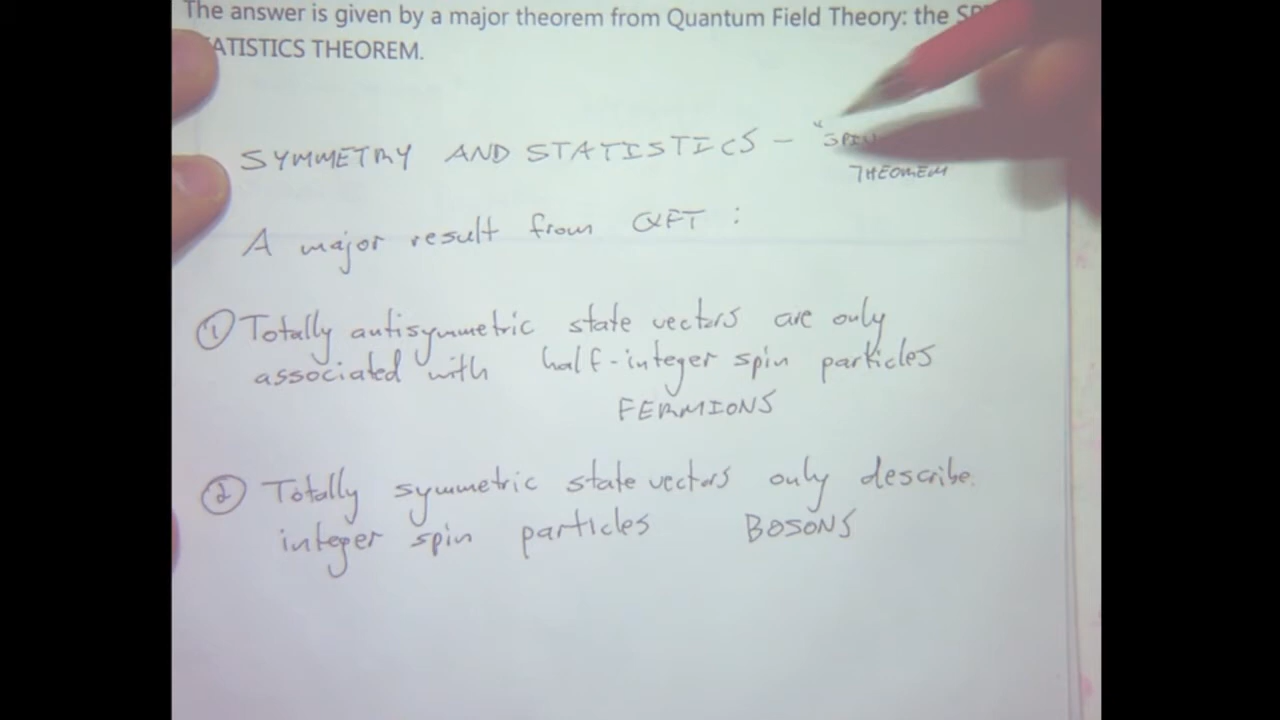 The answer is given by a major theorem from Quantum Field Theory: the
STATISTICS THEOREM.
SYMMETRY AND STATISTICS - "SPIN
THEOREM
A major result from QFT :
① Totally antisymmetric state vectors are only
associated with half-integer spin particles
FERMIONS
② Totally symmetric state vectors only describe
integer spin particles BOSONS